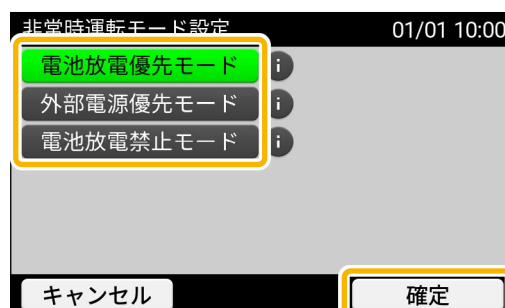 非常時運転モード設定 01/01 10:00
電池放電優先モード i
外部電源優先モード i
電池放電禁止モード i
キャンセル 確定